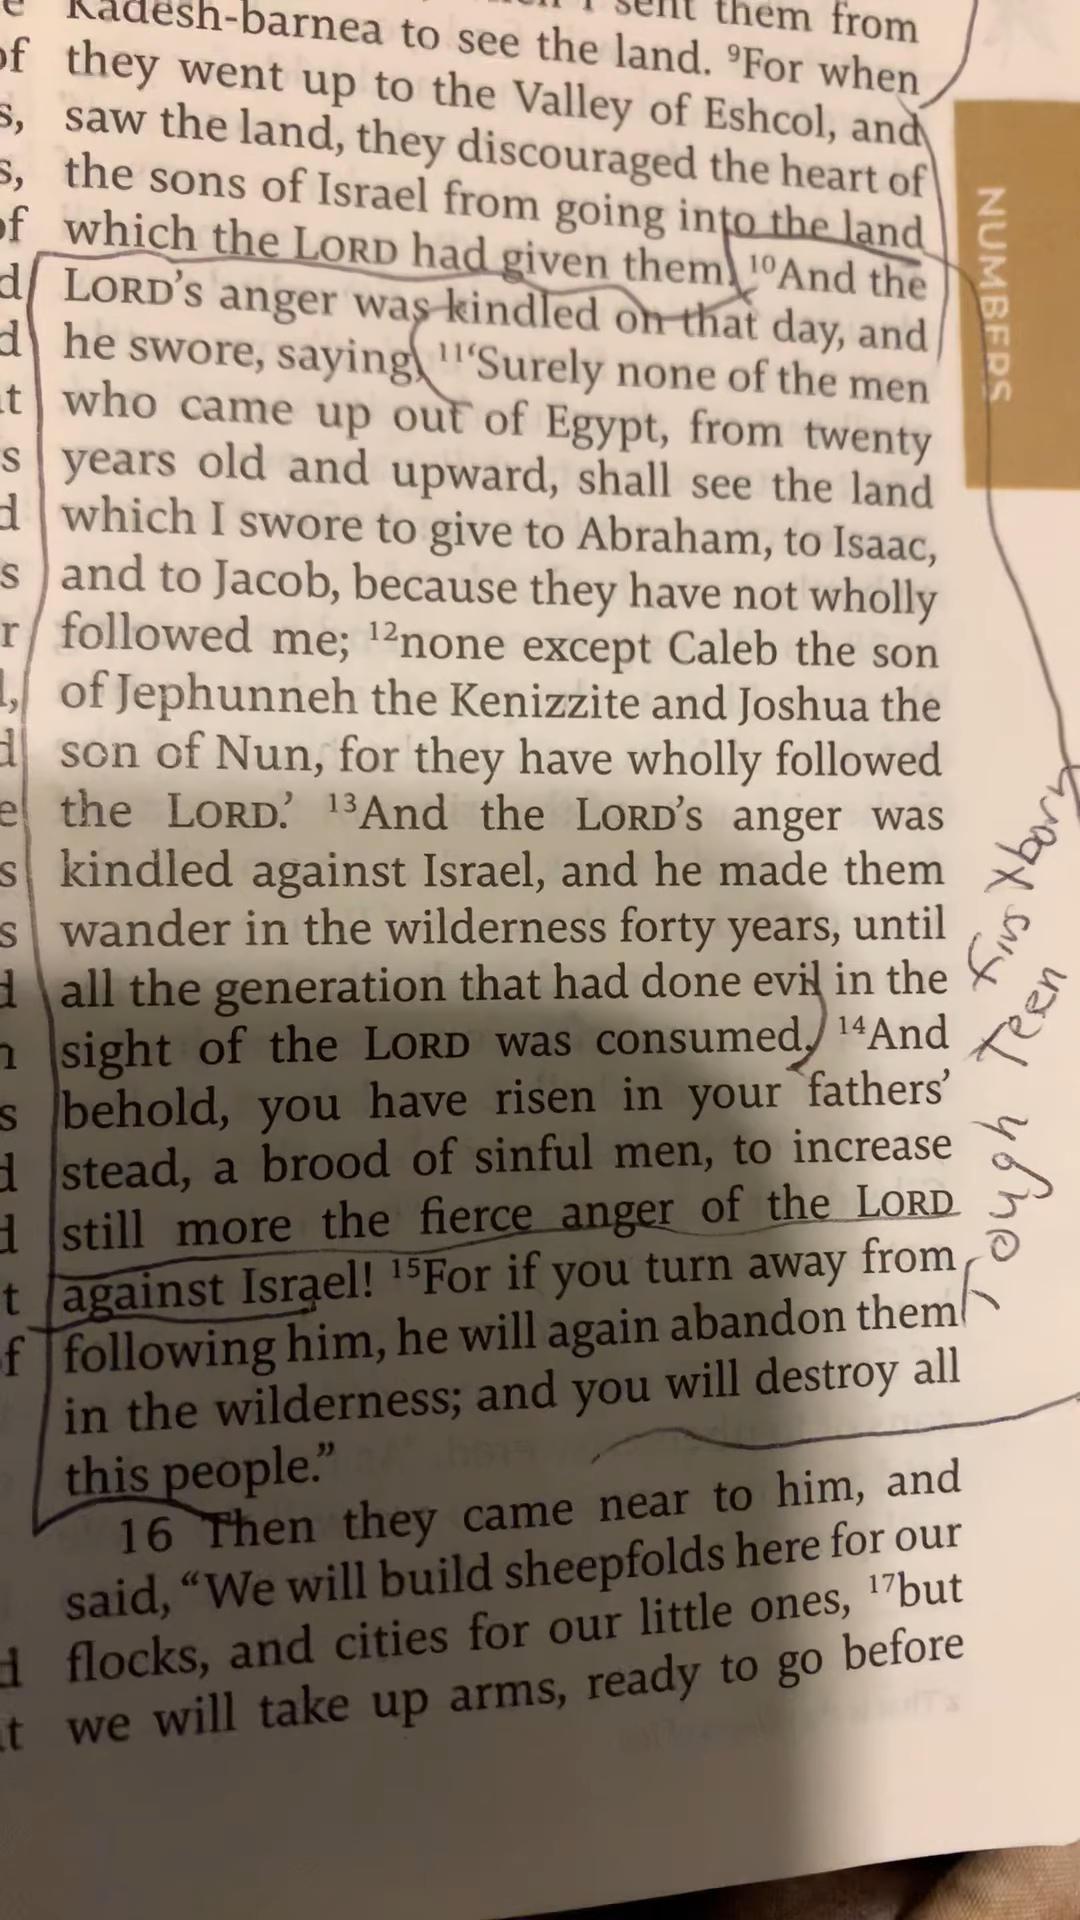 Kadesh-barnea to see the land. ⁹For when
they went up to the Valley of Eshcol, and
saw the land, they discouraged the heart of
the sons of Israel from going into the land
which the LORD had given them. ¹⁰And the
LORD's anger was kindled on that day, and
he swore, saying, ¹¹‘Surely none of the men
who came up out of Egypt, from twenty
years old and upward, shall see the land
which I swore to give to Abraham, to Isaac,
and to Jacob, because they have not wholly
followed me; ¹²none except Caleb the son
of Jephunneh the Kenizzite and Joshua the
son of Nun, for they have wholly followed
the LORD.’ ¹³And the LORD's anger was
kindled against Israel, and he made them
wander in the wilderness forty years, until
all the generation that had done evil in the
sight of the LORD was consumed. ¹⁴And
behold, you have risen in your fathers’
stead, a brood of sinful men, to increase
still more the fierce anger of the LORD
against Israel! ¹⁵For if you turn away from
following him, he will again abandon them
in the wilderness; and you will destroy all
this people.”
16 Then they came near to him, and
said, “We will build sheepfolds here for our
flocks, and cities for our little ones, ¹⁷but
we will take up arms, ready to go before
NUMBERS
Teen